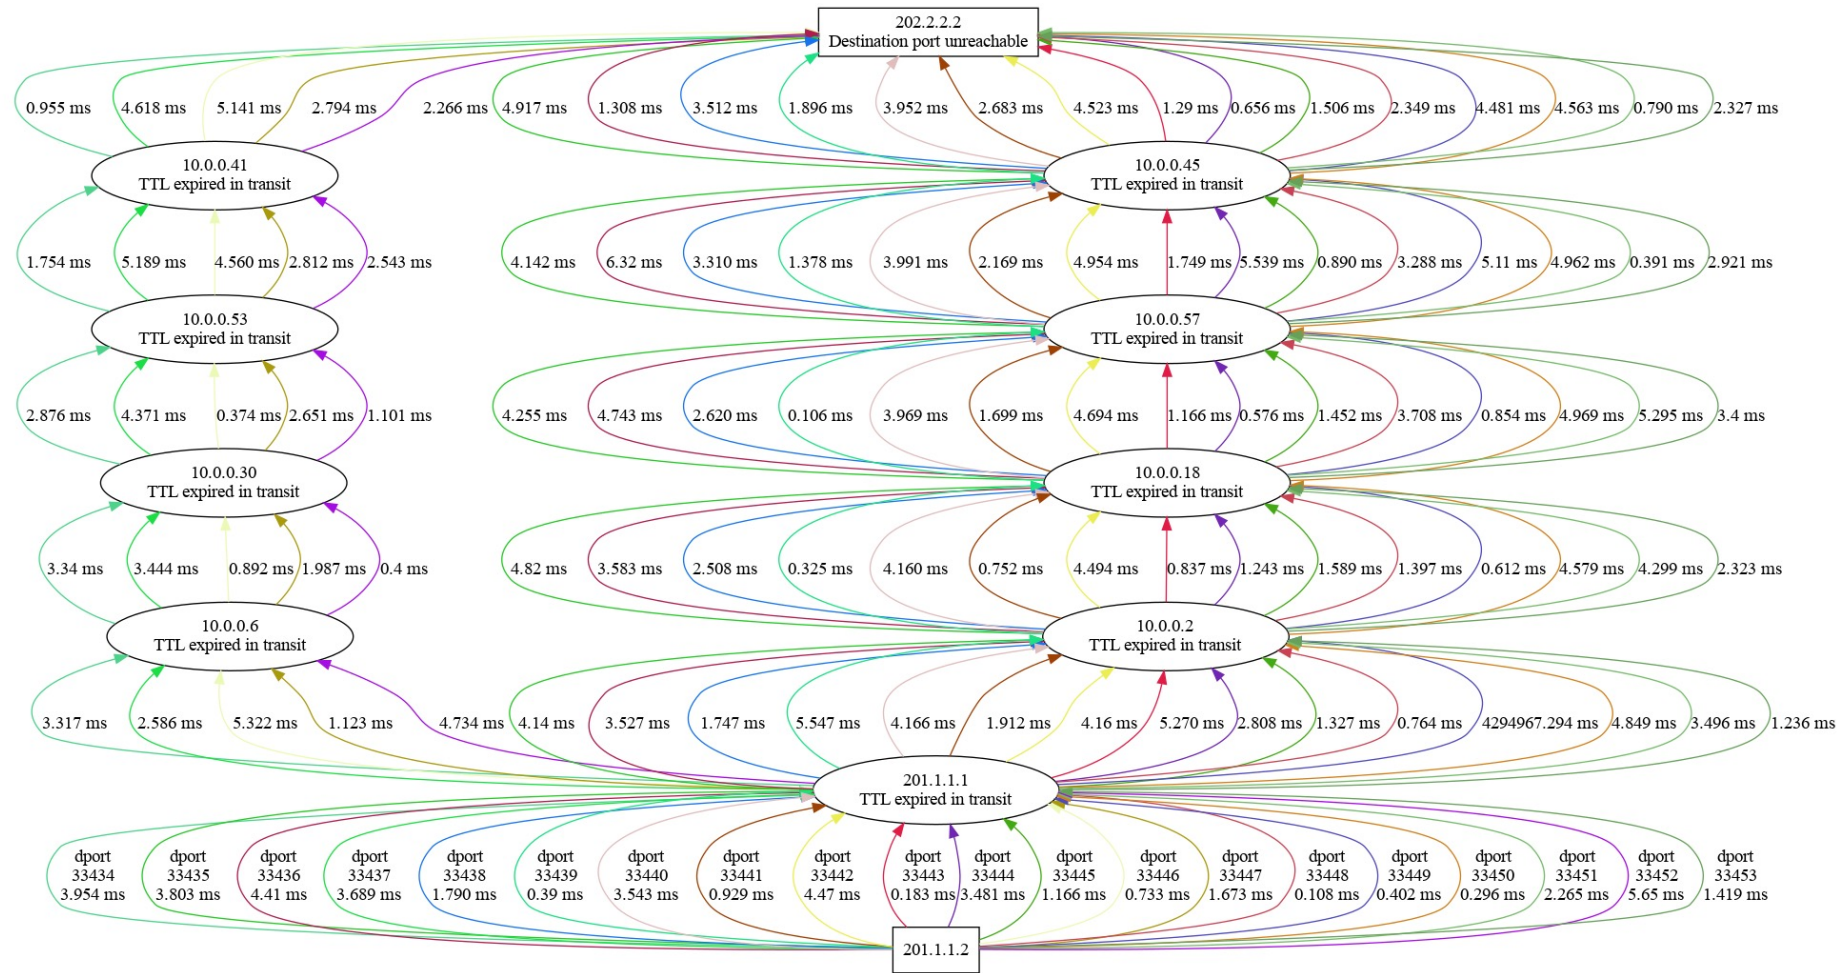 202.2.2.2
Destination port unreachable
0.955 ms
4.618 ms
5.141 ms
2.794 ms
2.266 ms
4.917 ms
1.308 ms
3.512 ms
1.896 ms
3.952 ms
2.683 ms
4.523 ms
1.29 ms
0.656 ms
1.506 ms
2.349 ms
4.481 ms
4.563 ms
0.790 ms
2.327 ms
10.0.0.41
TTL expired in transit
10.0.0.45
TTL expired in transit
1.754 ms
5.189 ms
4.560 ms
2.812 ms
2.543 ms
4.142 ms
6.32 ms
3.310 ms
1.378 ms
3.991 ms
2.169 ms
4.954 ms
1.749 ms
5.539 ms
0.890 ms
3.288 ms
5.11 ms
4.962 ms
0.391 ms
2.921 ms
10.0.0.53
TTL expired in transit
10.0.0.57
TTL expired in transit
2.876 ms
4.371 ms
0.374 ms
2.651 ms
1.101 ms
4.255 ms
4.743 ms
2.620 ms
0.106 ms
3.969 ms
1.699 ms
4.694 ms
1.166 ms
0.576 ms
1.452 ms
3.708 ms
0.854 ms
4.969 ms
5.295 ms
3.4 ms
10.0.0.30
TTL expired in transit
10.0.0.18
TTL expired in transit
3.34 ms
3.444 ms
0.892 ms
1.987 ms
0.4 ms
4.82 ms
3.583 ms
2.508 ms
0.325 ms
4.160 ms
0.752 ms
4.494 ms
0.837 ms
1.243 ms
1.589 ms
1.397 ms
0.612 ms
4.579 ms
4.299 ms
2.323 ms
10.0.0.6
TTL expired in transit
10.0.0.2
TTL expired in transit
3.317 ms
2.586 ms
5.322 ms
1.123 ms
4.734 ms
4.14 ms
3.527 ms
1.747 ms
5.547 ms
4.166 ms
1.912 ms
4.16 ms
5.270 ms
2.808 ms
1.327 ms
0.764 ms
4294967.294 ms
4.849 ms
3.496 ms
1.236 ms
201.1.1.1
TTL expired in transit
dport
33434
3.954 ms
dport
33435
3.803 ms
dport
33436
4.41 ms
dport
33437
3.689 ms
dport
33438
1.790 ms
dport
33439
0.39 ms
dport
33440
3.543 ms
dport
33441
0.929 ms
dport
33442
4.47 ms
dport
33443
0.183 ms
dport
33444
3.481 ms
dport
33445
1.166 ms
dport
33446
0.733 ms
dport
33447
1.673 ms
dport
33448
0.108 ms
dport
33449
0.402 ms
dport
33450
0.296 ms
dport
33451
2.265 ms
dport
33452
5.65 ms
dport
33453
1.419 ms
201.1.1.2